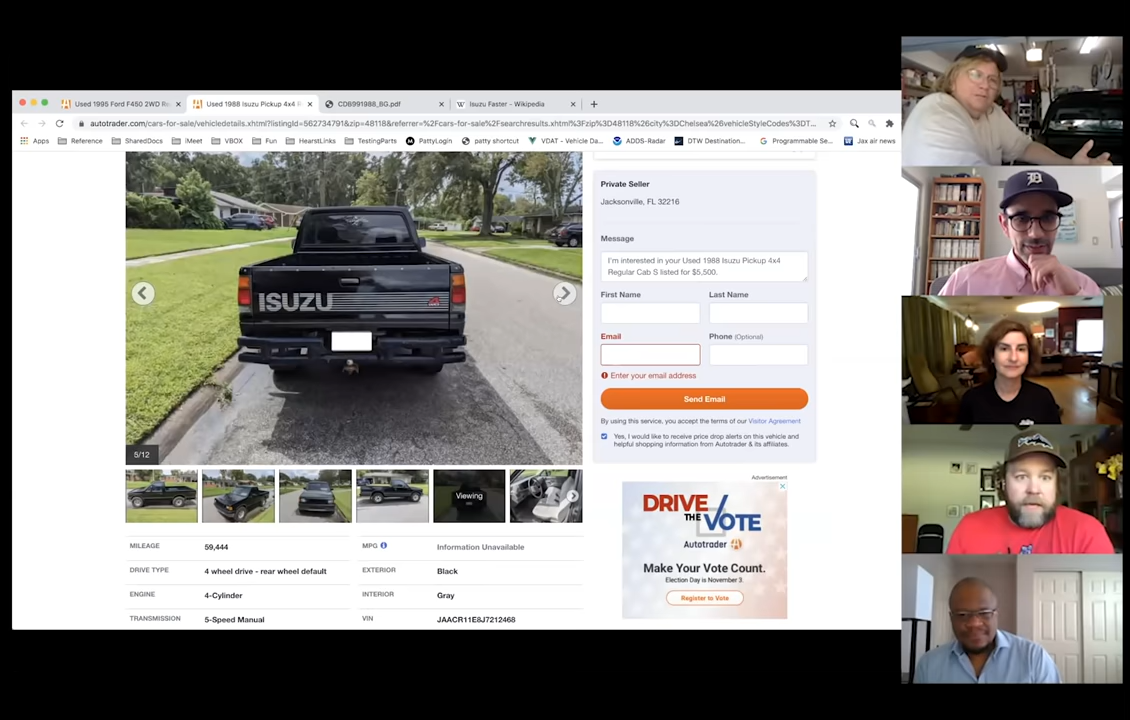 Used 1995 Ford F450 2WD Re
Used 1988 Isuzu Pickup 4x4 R
CDB991988_BG.pdf
Isuzu Faster - Wikipedia
autotrader.com/cars-for-sale/vehicledetails.xhtml?listingId=562734791&zip=48118&referrer=%2Fcars-for-sale%2Fsearchresults.xhtml%3Fzip%3D48118%26city%3DChelsea%26vehicleStyleCodes%3DT...
Apps
Reference
SharedDocs
iMeet
VBOX
Fun
HearstLinks
TestingParts
PattyLogin
patty shortcut
VDAT - Vehicle Da...
ADDS-Radar
DTW Destination...
Programmable Se...
Jax air news
ISUZU
5/12
Viewing
Private Seller
Jacksonville, FL 32216
Message
I'm interested in your Used 1988 Isuzu Pickup 4x4
Regular Cab S listed for $5,500.
First Name
Last Name
Email
Phone (Optional)
Enter your email address
Send Email
By using this service, you accept the terms of our Visitor Agreement
Yes, I would like to receive price drop alerts on this vehicle and
helpful shopping information from Autotrader & its affiliates.
Advertisement
DRIVE
THE VOTE
Autotrader
Make Your Vote Count.
Election Day is November 3.
Register to Vote
MILEAGE 59,444
MPG Information Unavailable
DRIVE TYPE 4 wheel drive - rear wheel default
EXTERIOR Black
ENGINE 4-Cylinder
INTERIOR Gray
TRANSMISSION 5-Speed Manual
VIN JAACR11E8J7212468
D